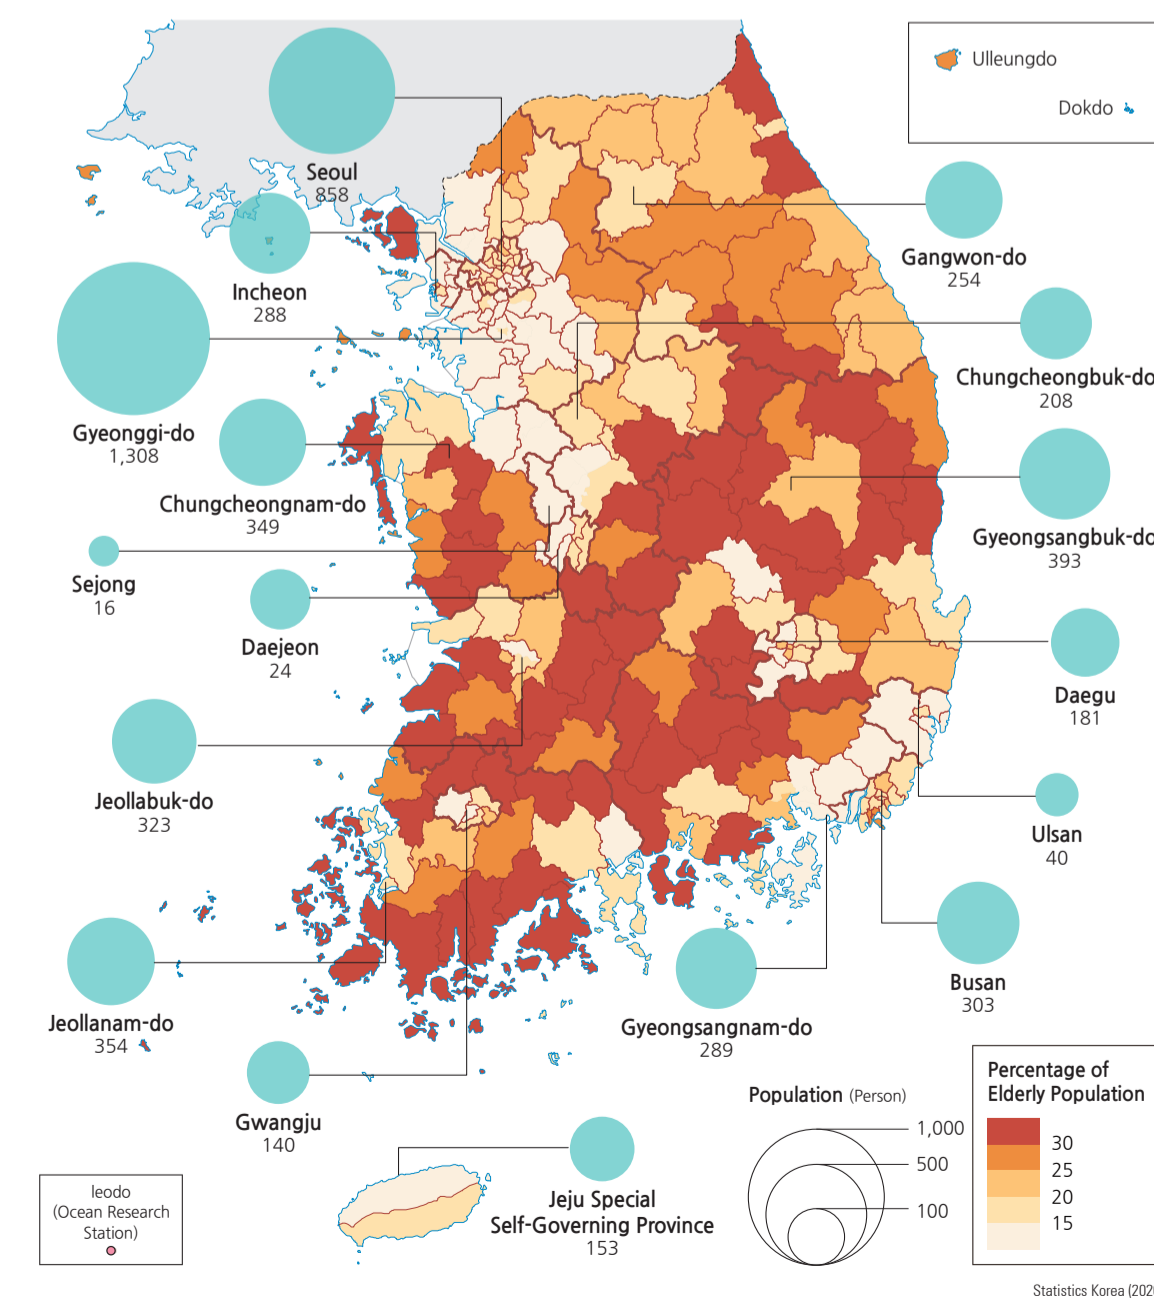 Ulleungdo
Dokdo
Seoul
858
Gangwon-do
254
Incheon
288
Chungcheongbuk-do
208
Gyeonggi-do
1,308
Chungcheongnam-do
349
Gyeongsangbuk-do
393
Sejong
16
Daejeon
24
Daegu
181
Jeollabuk-do
323
Ulsan
40
Busan
303
Jeollanam-do
354
Gyeongsangnam-do
289
Gwangju
140
Jeju Special
Self-Governing Province
153
Ieodo
(Ocean Research
Station)
Population (Person)
1,000
500
100
Percentage of
Elderly Population
30
25
20
15
Statistics Korea (2020